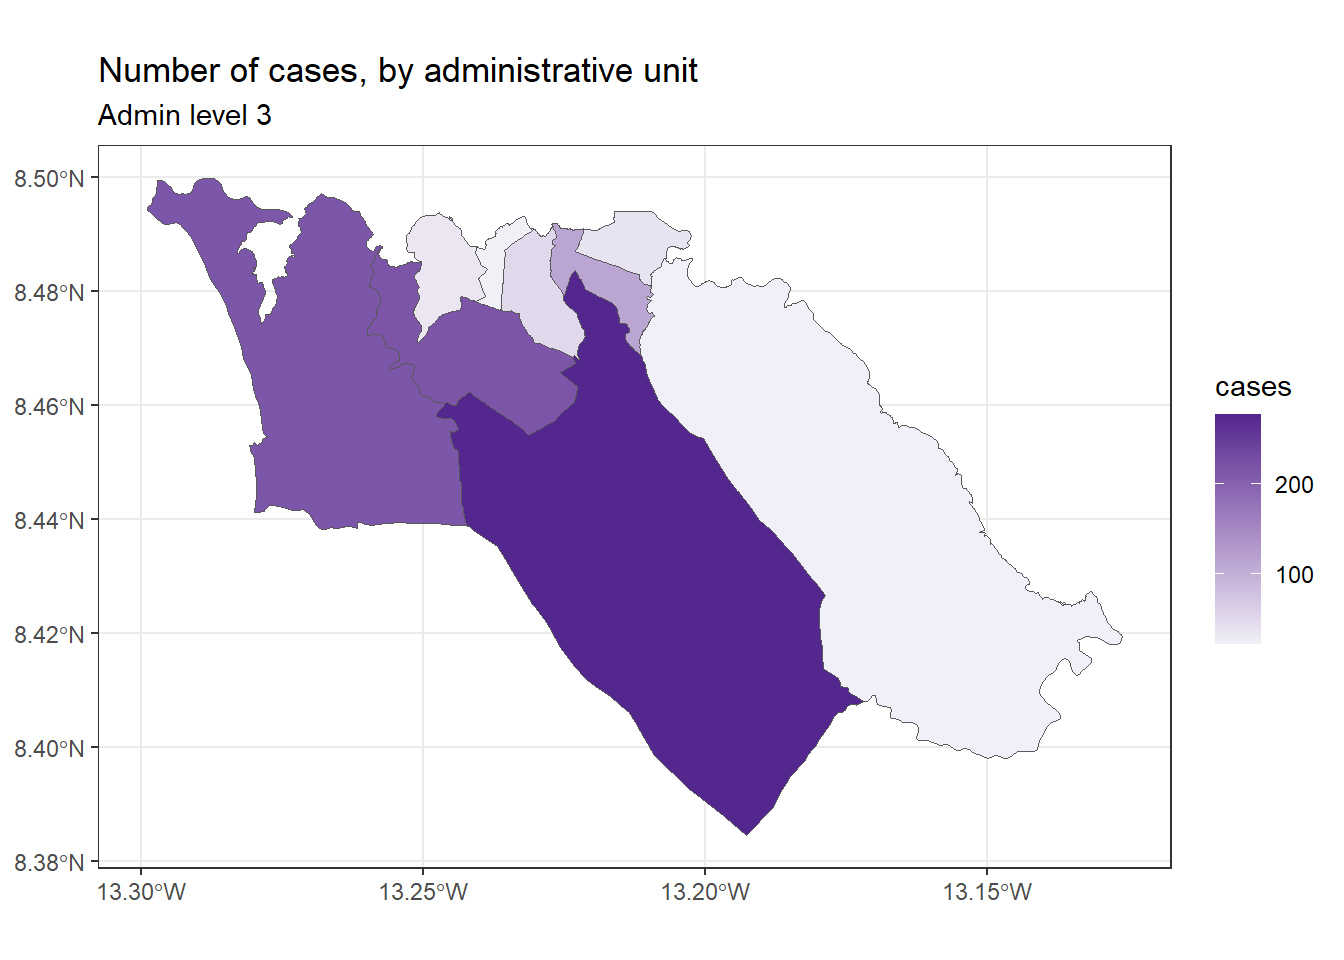 Number of cases, by administrative unit
Admin level 3
8.50°N
8.48°N
8.46°N
8.44°N
8.42°N
8.40°N
8.38°N
13.30°W
13.25°W
13.20°W
13.15°W
cases
200
100